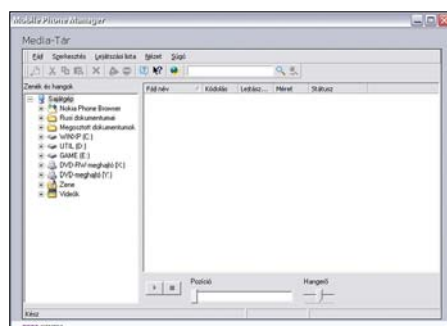 Mobile Phone Manager
Media-Tár
Fájl Szerkesztés Lejátszási lista Nézet Súgó
Zenék és hangok
Fájl név / Kódolás Lejtász... Méret Státusz
Sajátgép
Nokia Phone Browser
Rusi dokumentumai
Megosztott dokumentumok
WINXP (C:)
UTIL (D:)
GAME (E:)
DVD-RW meghajtó (X:)
DVD-meghajtó (Y:)
Zene
Videók
Pozíció
Hangerő
Kész